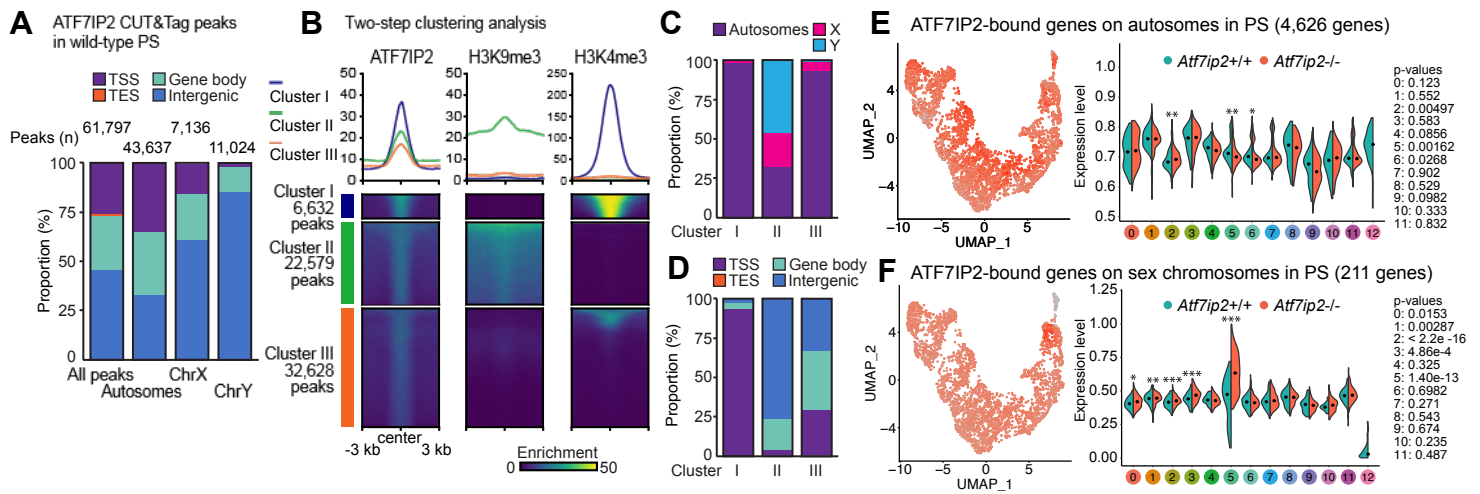 A
ATF7IP2 CUT&Tag peaks
in wild-type PS
TSS
Gene body
TES
Intergenic
Peaks (n)
61,797
7,136
43,637
11,024
Proportion (%)
100
75
50
25
0
All peaks
ChrX
Autosomes
ChrY
B
Two-step clustering analysis
ATF7IP2
H3K9me3
H3K4me3
Cluster I
Cluster II
Cluster III
50
40
30
20
10
0
50
40
30
20
10
0
250
200
150
100
50
0
Cluster I
6,632
peaks
Cluster II
22,579
peaks
Cluster III
32,628
peaks
center
-3 kb
3 kb
Enrichment
0
50
C
Autosomes
X
Y
Proportion (%)
100
75
50
25
0
Cluster
I
II
III
D
TSS
Gene body
TES
Intergenic
Proportion (%)
100
75
50
25
0
Cluster
I
II
III
E
ATF7IP2-bound genes on autosomes in PS (4,626 genes)
UMAP_2
4
0
−4
−10
−5
0
5
UMAP_1
Expression level
1.0
0.9
0.8
0.7
0.6
0.5
Atf7ip2+/+
Atf7ip2-/-
**
**
*
0 1 2 3 4 5 6 7 8 9 10 11 12
p-values
0: 0.123
1: 0.552
2: 0.00497
3: 0.583
4: 0.0856
5: 0.00162
6: 0.0268
7: 0.902
8: 0.529
9: 0.0982
10: 0.333
11: 0.832
F
ATF7IP2-bound genes on sex chromosomes in PS (211 genes)
UMAP_2
4
0
−4
−10
−5
0
5
UMAP_1
Expression level
1.25
1.00
0.75
0.50
0.25
0.00
Atf7ip2+/+
Atf7ip2-/-
*
**
***
***
***
0 1 2 3 4 5 6 7 8 9 10 11 12
p-values
0: 0.0153
1: 0.00287
2: < 2.2e -16
3: 4.86e-4
4: 0.325
5: 1.40e-13
6: 0.6982
7: 0.271
8: 0.543
9: 0.674
10: 0.235
11: 0.487